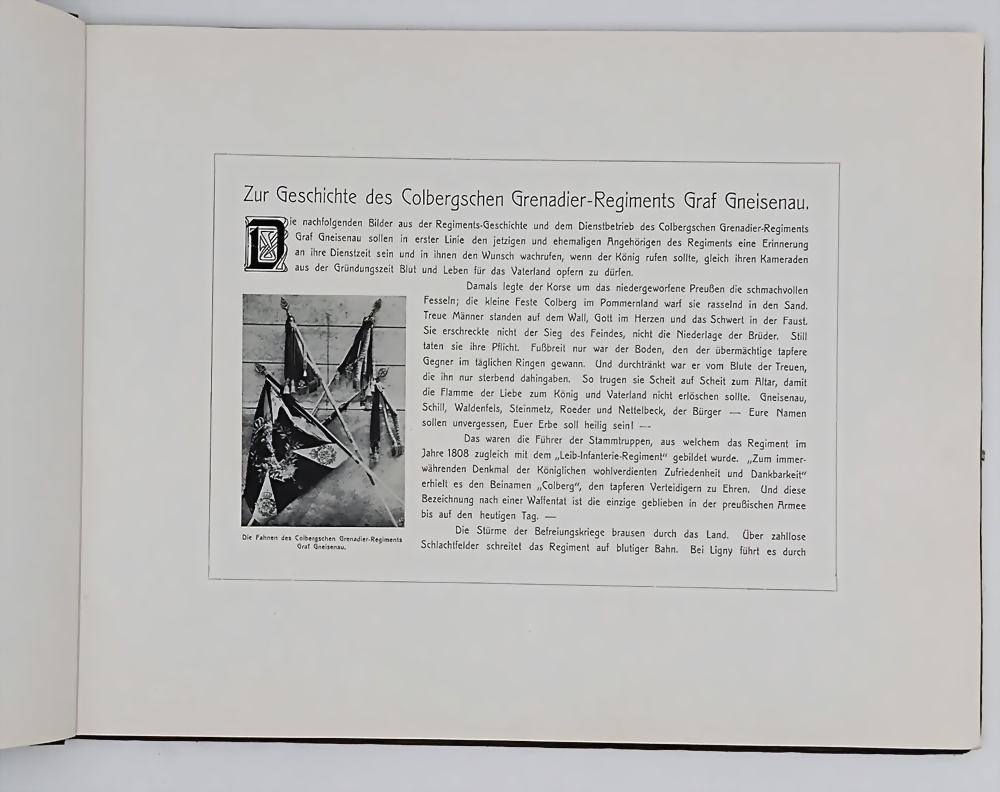 Zur Geschichte des Colbergschen Grenadier-Regiments Graf Gneisenau.
Die nachfolgenden Bilder aus der Regiments-Geschichte und dem Dienstbetrieb des Colbergschen Grenadier-Regiments
Graf Gneisenau sollen in erster Linie den jetzigen und ehemaligen Angehörigen des Regiments eine Erinnerung
an ihre Dienstzeit sein und in ihnen den Wunsch wachrufen, wenn der König rufen sollte, gleich ihren Kameraden
aus der Gründungszeit Blut und Leben für das Vaterland opfern zu dürfen.
Damals legte der Korse um das niedergeworfene Preußen die schmachvollen
Fesseln; die kleine Feste Colberg im Pommernland warf sie rasselnd in den Sand.
Treue Männer standen auf dem Wall, Gott im Herzen und das Schwert in der Faust.
Sie erschreckte nicht der Sieg des Feindes, nicht die Niederlage der Brüder. Still
taten sie ihre Pflicht. Fußbreit nur war der Boden, den der übermächtige tapfere
Gegner im täglichen Ringen gewann. Und durchtränkt war er vom Blute der Treuen,
die ihn nur sterbend dahingaben. So trugen sie Scheit auf Scheit zum Altar, damit
die Flamme der Liebe zum König und Vaterland nicht erlöschen sollte. Gneisenau,
Schill, Waldenfels, Steinmetz, Roeder und Nettelbeck, der Bürger — Eure Namen
sollen unvergessen, Euer Erbe soll heilig sein! —
Das waren die Führer der Stammtruppen, aus welchem das Regiment im
Jahre 1808 zugleich mit dem „Leib-Infanterie-Regiment“ gebildet wurde. „Zum immer-
währenden Denkmal der Königlichen wohlverdienten Zufriedenheit und Dankbarkeit“
erhielt es den Beinamen „Colberg“, den tapferen Verteidigern zu Ehren. Und diese
Bezeichnung nach einer Waffentat ist die einzige geblieben in der preußischen Armee
bis auf den heutigen Tag. —
Die Stürme der Befreiungskriege brausen durch das Land. Über zahllose
Schlachtfelder schreitet das Regiment auf blutiger Bahn. Bei Ligny führt es durch
Die Fahnen des Colbergschen Grenadier-Regiments
Graf Gneisenau.